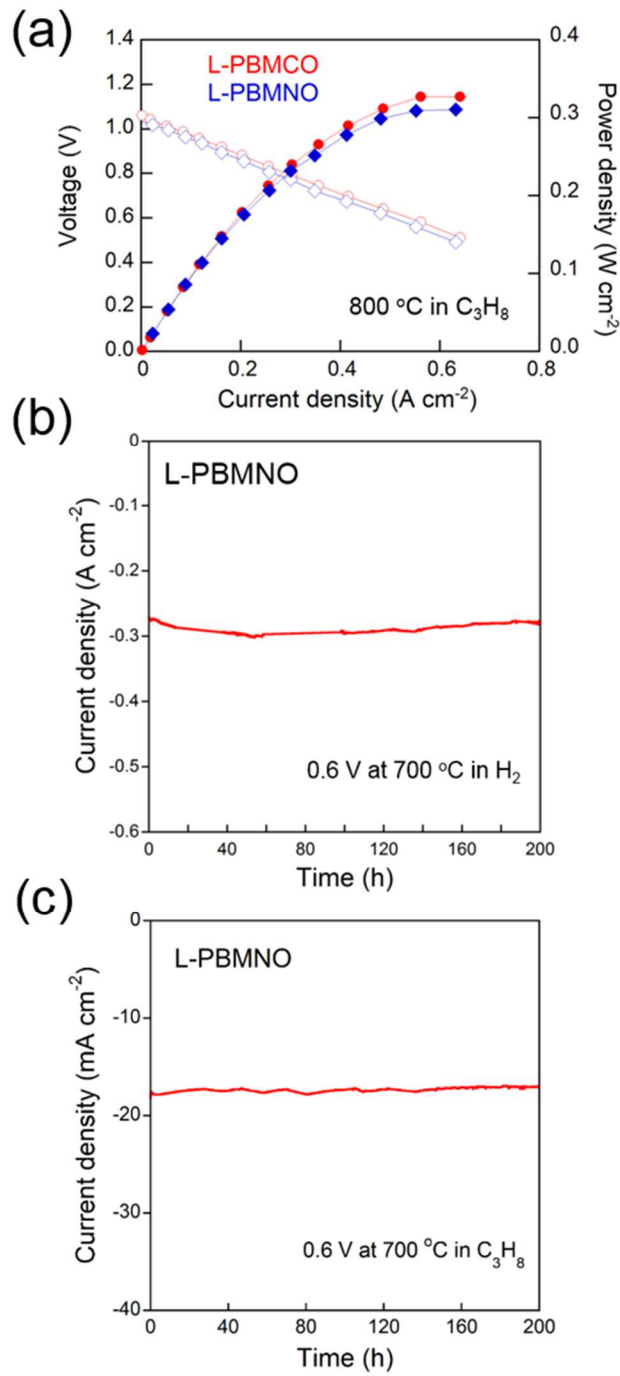 (a)
1.4
1.2
1.0
0.8
0.6
0.4
0.2
0.0
Voltage (V)
L-PBMCO
L-PBMNO
800 °C in C₃H₈
0.4
0.3
0.2
0.1
0.0
Power density (W cm⁻²)
0 0.2 0.4 0.6 0.8
Current density (A cm⁻²)
(b)
0
-0.1
-0.2
-0.3
-0.4
-0.5
-0.6
Current density (A cm⁻²)
L-PBMNO
0.6 V at 700 °C in H₂
0 40 80 120 160 200
Time (h)
(c)
0
-10
-20
-30
-40
Current density (mA cm⁻²)
L-PBMNO
0.6 V at 700 °C in C₃H₈
0 40 80 120 160 200
Time (h)